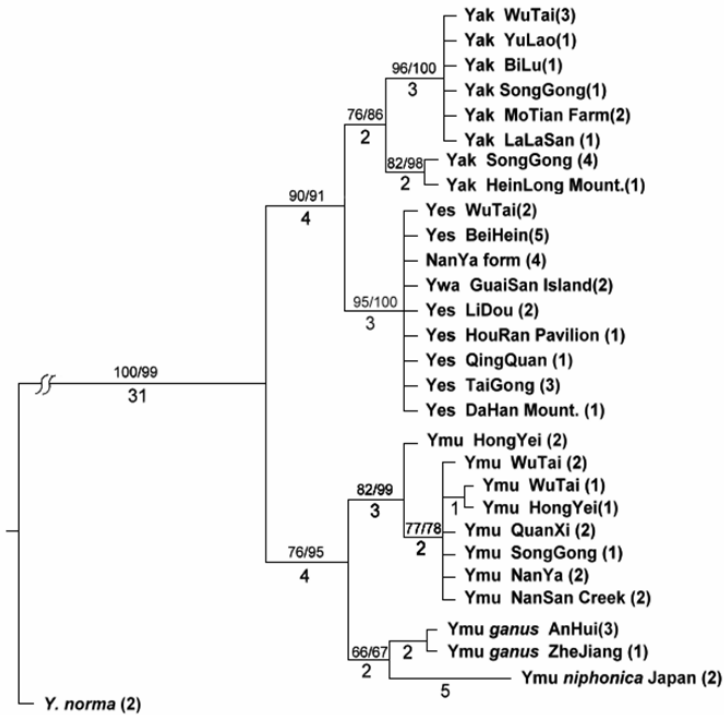 Yak WuTai(3)
Yak YuLao(1)
96/100
Yak BiLu(1)
3
Yak SongGong(1)
76/86
Yak MoTian Farm(2)
2
Yak LaLaSan (1)
82/98
Yak SongGong (4)
2
Yak HeinLong Mount.(1)
90/91
4
Yes WuTai(2)
Yes BeiHein(5)
NanYa form (4)
Ywa GuaiSan Island(2)
95/100
Yes LiDou (2)
3
Yes HouRan Pavilion (1)
Yes QingQuan (1)
100/99
Yes TaiGong (3)
31
Yes DaHan Mount. (1)
Ymu HongYei (2)
Ymu WuTai (2)
82/99
Ymu WuTai (1)
3
1
Ymu HongYei(1)
77/78
Ymu QuanXi (2)
2
76/95
Ymu SongGong (1)
4
Ymu NanYa (2)
Ymu NanSan Creek (2)
Ymu ganus AnHui(3)
66/67
2
Ymu ganus ZheJiang (1)
2
Ymu niphonica Japan (2)
5
Y. norma (2)